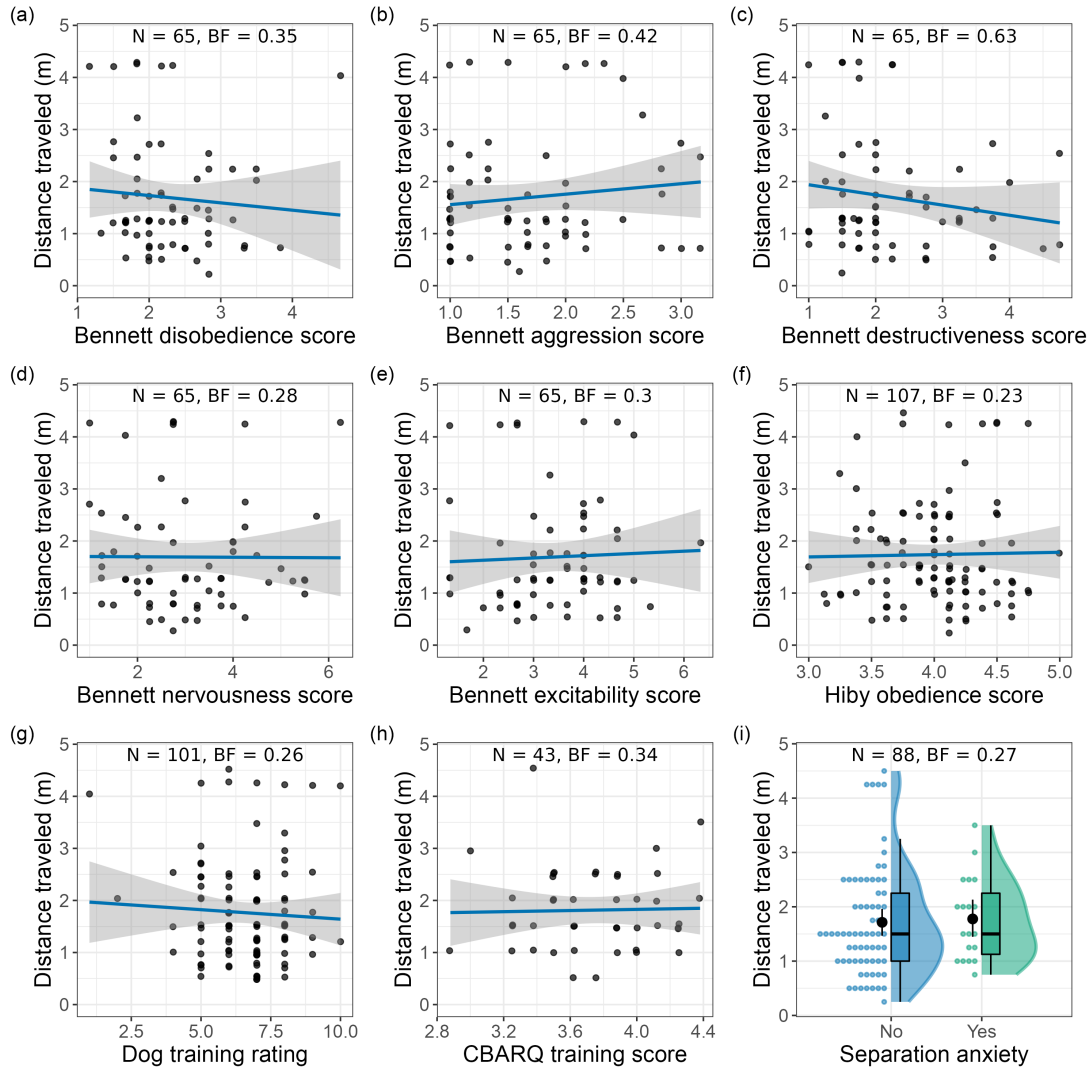 (a)
N = 65, BF = 0.35
Distance traveled (m)
5
4
3
2
1
0
1
2
3
4
Bennett disobedience score
(b)
N = 65, BF = 0.42
Distance traveled (m)
5
4
3
2
1
0
1.0
1.5
2.0
2.5
3.0
Bennett aggression score
(c)
N = 65, BF = 0.63
Distance traveled (m)
5
4
3
2
1
0
1
2
3
4
Bennett destructiveness score
(d)
N = 65, BF = 0.28
Distance traveled (m)
5
4
3
2
1
0
2
4
6
Bennett nervousness score
(e)
N = 65, BF = 0.3
Distance traveled (m)
5
4
3
2
1
0
2
3
4
5
6
Bennett excitability score
(f)
N = 107, BF = 0.23
Distance traveled (m)
5
4
3
2
1
0
3.0
3.5
4.0
4.5
5.0
Hiby obedience score
(g)
N = 101, BF = 0.26
Distance traveled (m)
5
4
3
2
1
0
2.5
5.0
7.5
10.0
Dog training rating
(h)
N = 43, BF = 0.34
Distance traveled (m)
5
4
3
2
1
0
2.8
3.2
3.6
4.0
4.4
CBARQ training score
(i)
N = 88, BF = 0.27
Distance traveled (m)
5
4
3
2
1
0
No
Yes
Separation anxiety